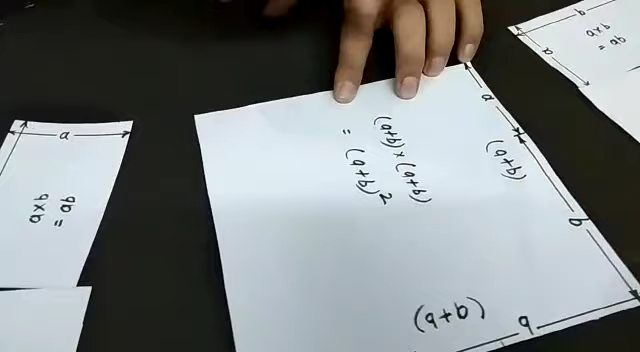 b
a×b
= ab
a
a
(a+b)
b
(a+b)×(a+b)
= (a+b)²
(a+b)
a
a×b
= ab